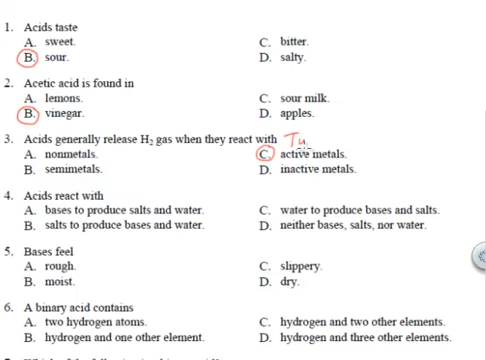 1. Acids taste
A. sweet. C. bitter.
B. sour. D. salty.
2. Acetic acid is found in
A. lemons. C. sour milk.
B. vinegar. D. apples.
3. Acids generally release H₂ gas when they react with Tu
A. nonmetals. C. active metals.
B. semimetals. D. inactive metals.
4. Acids react with
A. bases to produce salts and water. C. water to produce bases and salts.
B. salts to produce bases and water. D. neither bases, salts, nor water.
5. Bases feel
A. rough. C. slippery.
B. moist. D. dry.
6. A binary acid contains
A. two hydrogen atoms. C. hydrogen and two other elements.
B. hydrogen and one other element. D. hydrogen and three other elements.